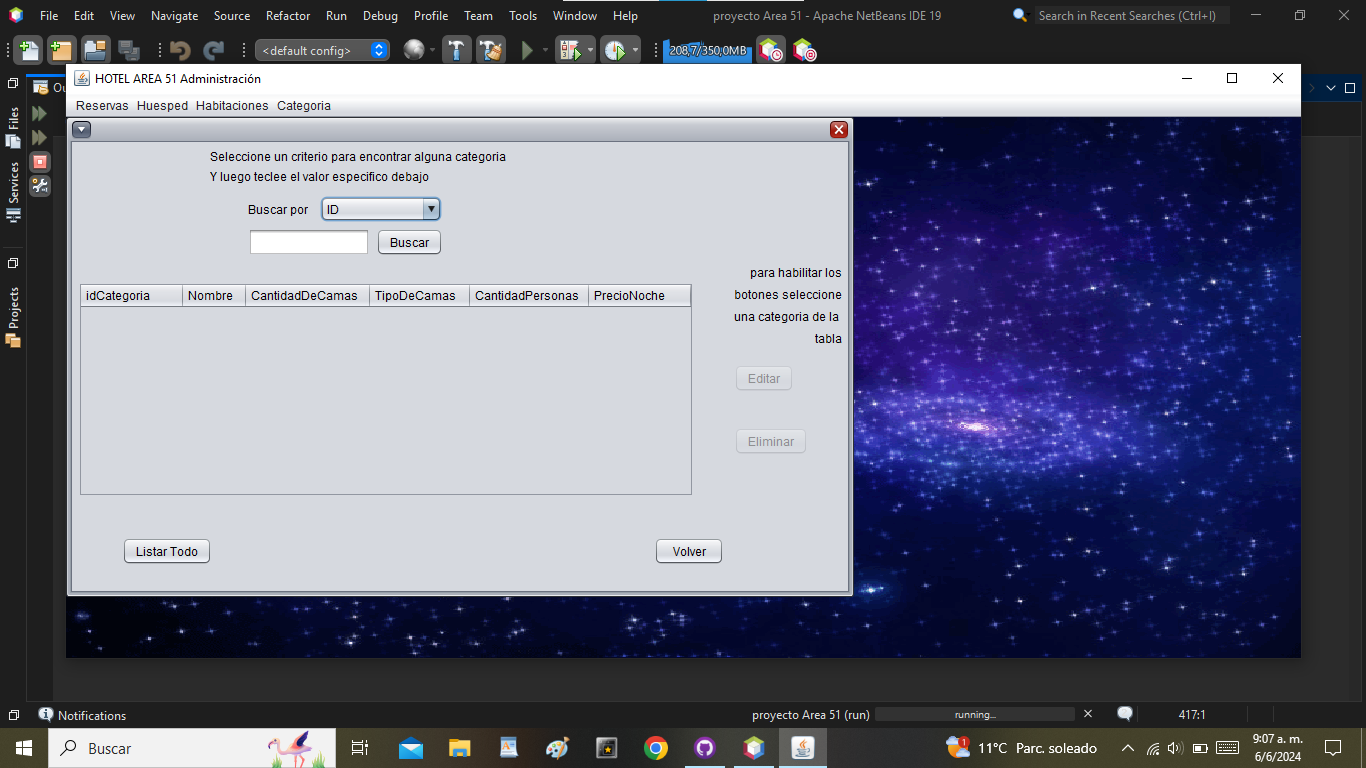 File Edit View Navigate Source Refactor Run Debug Profile Team Tools Window Help proyecto Area 51 - Apache NetBeans IDE 19 Search in Recent Searches (Ctrl+I)
<default config> 208,7/350,0MB
HOTEL AREA 51 Administración
Ou
Reservas Huesped Habitaciones Categoria
Files
Services
Projects
Seleccione un criterio para encontrar alguna categoria
Y luego teclee el valor especifico debajo
Buscar por ID
Buscar
para habilitar los
botones seleccione
una categoria de la
tabla
idCategoria Nombre CantidadDeCamas TipoDeCamas CantidadPersonas PrecioNoche
Editar
Eliminar
Listar Todo Volver
Notifications proyecto Area 51 (run) running... 417:1
Buscar 1 11°C Parc. soleado 9:07 a. m.
6/6/2024